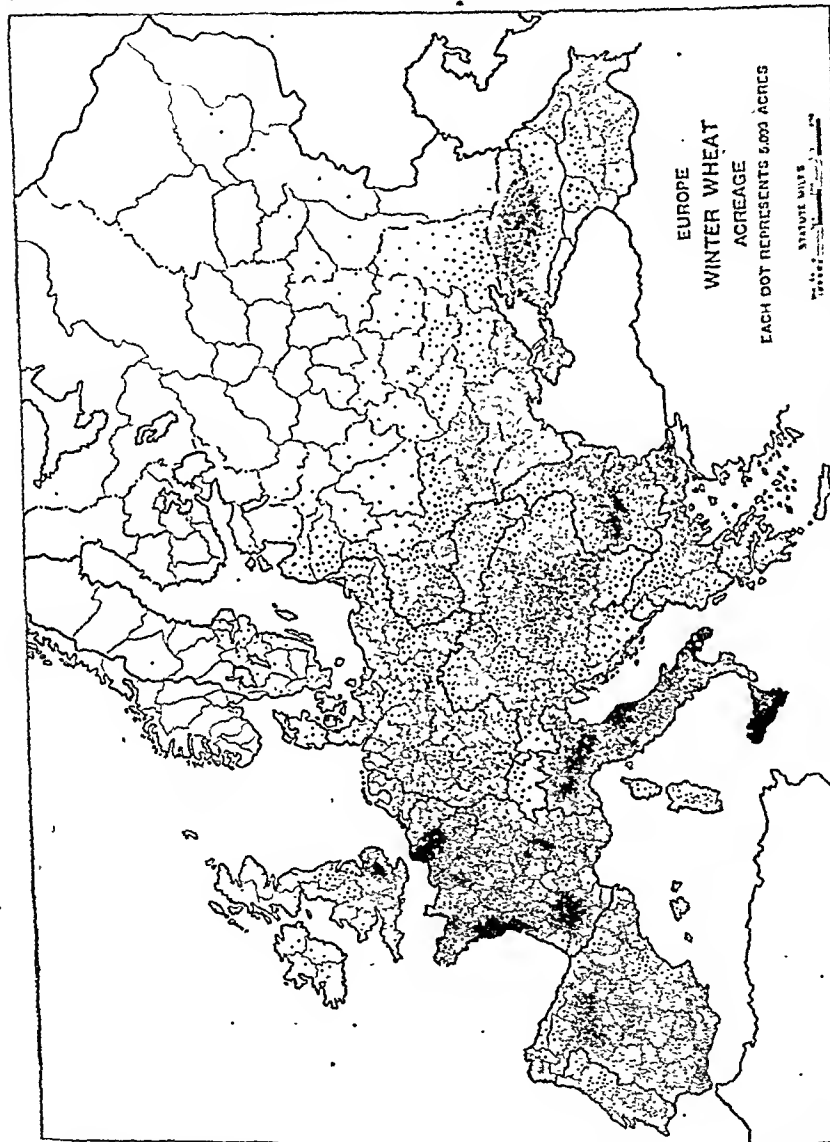 EUROPE
WINTER WHEAT
ACREAGE
EACH DOT REPRESENTS 5,000 ACRES
STATUTE MILES